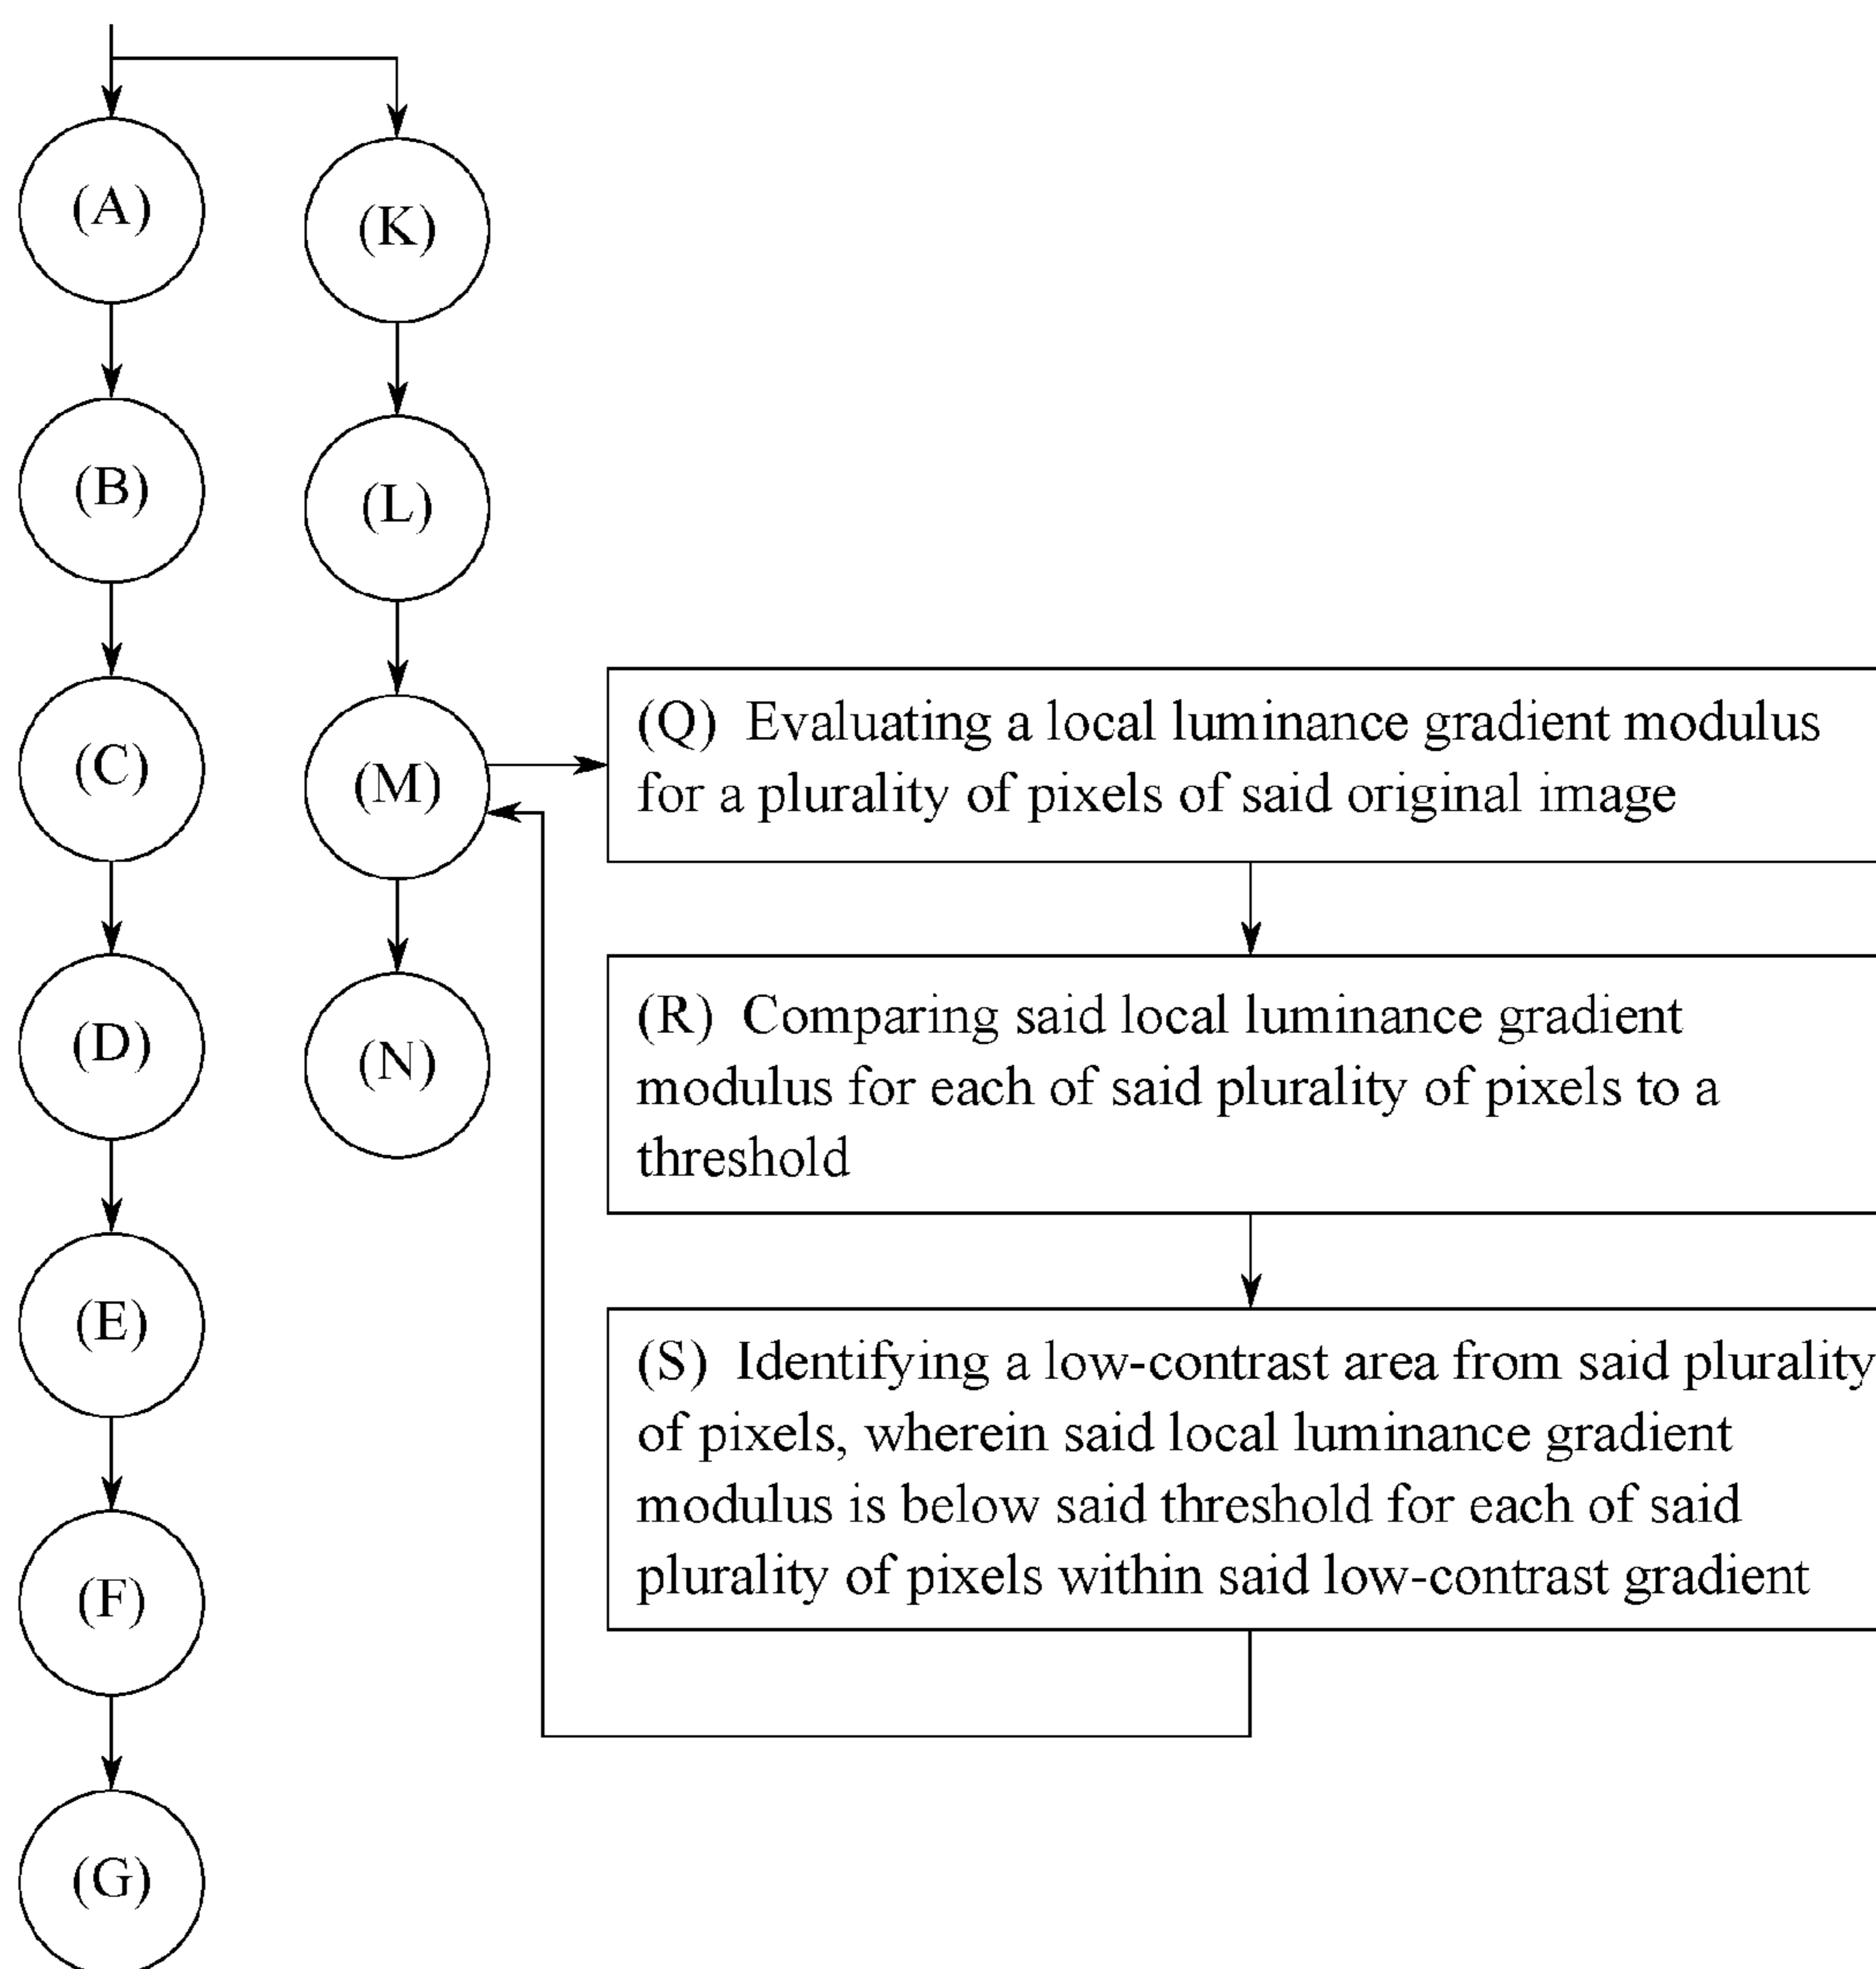 (A)
(B)
(C)
(D)
(E)
(F)
(G)
(K)
(L)
(M)
(N)
(Q) Evaluating a local luminance gradient modulus
for a plurality of pixels of said original image
(R) Comparing said local luminance gradient
modulus for each of said plurality of pixels to a
threshold
(S) Identifying a low-contrast area from said plurality
of pixels, wherein said local luminance gradient
modulus is below said threshold for each of said
plurality of pixels within said low-contrast gradient